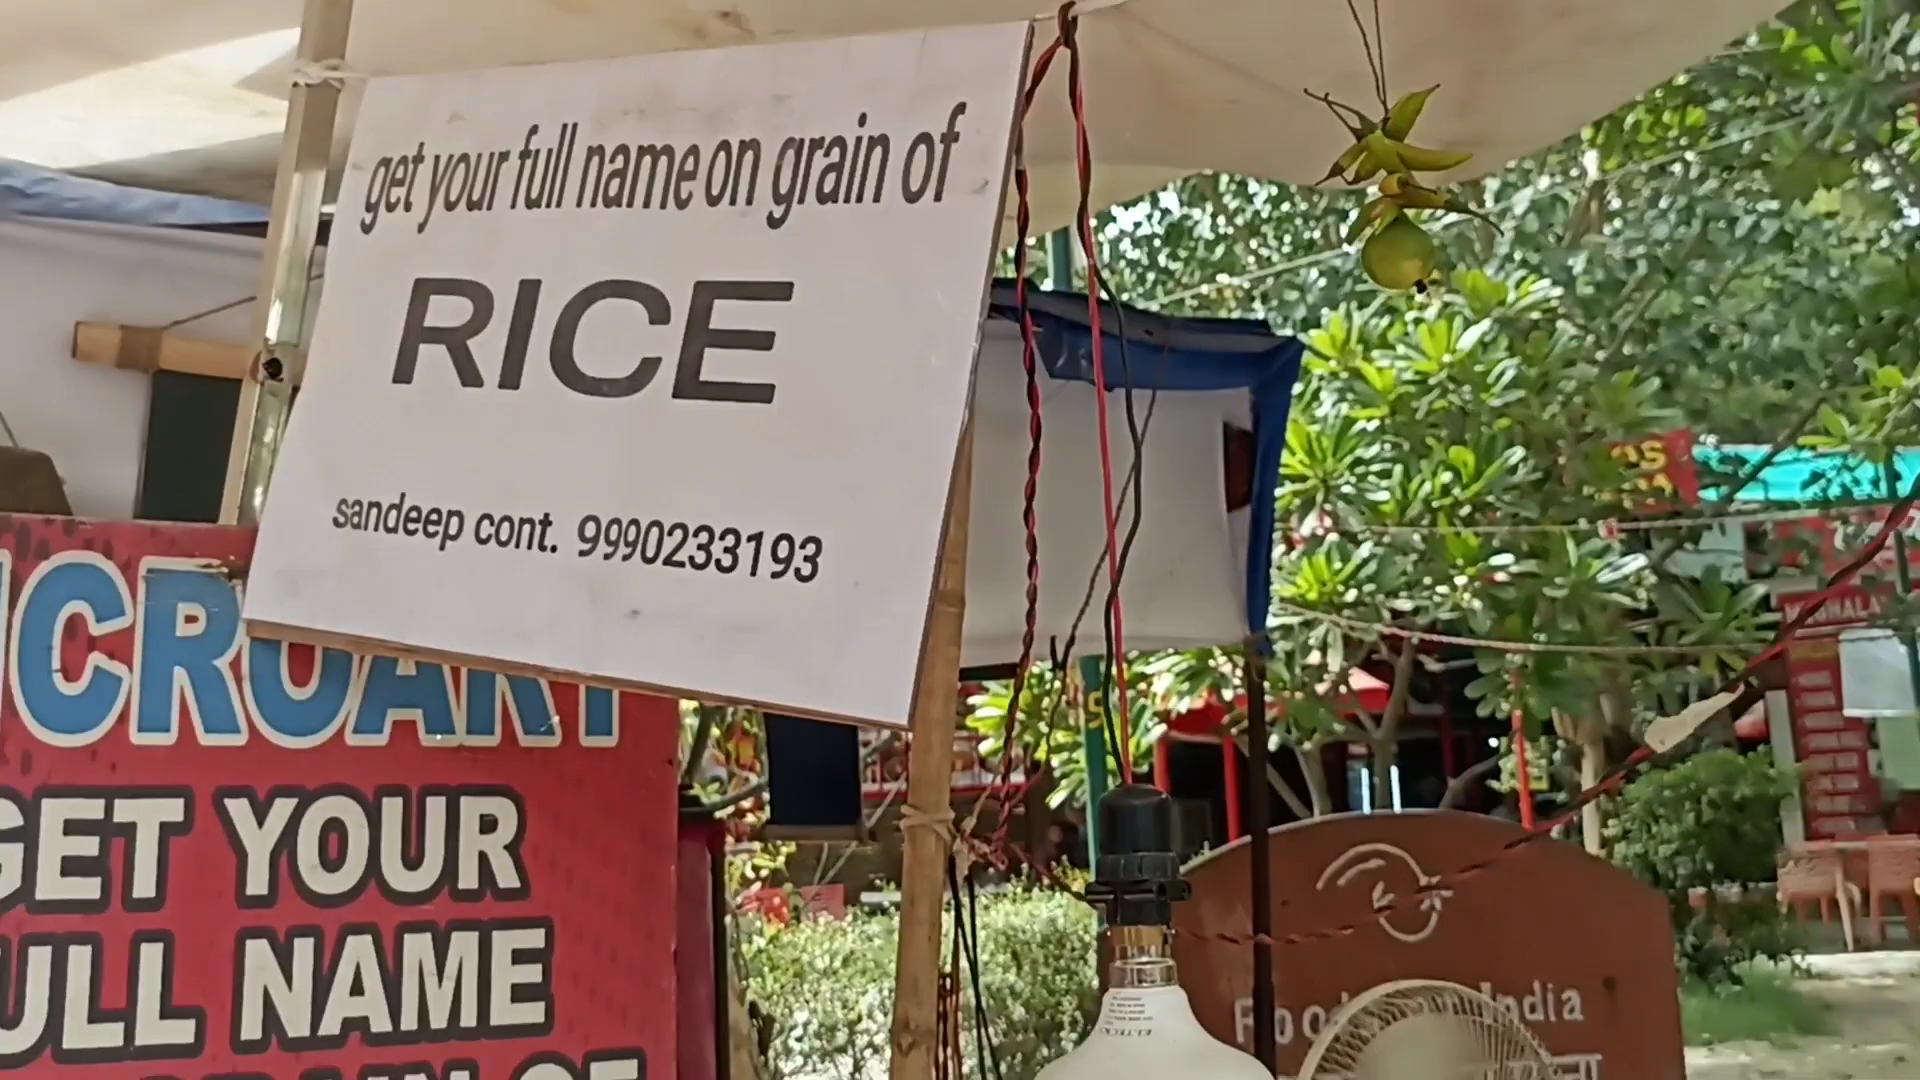 get your full name on grain of
RICE
sandeep cont. 9990233193
CROART
GET YOUR
ULL NAME
India